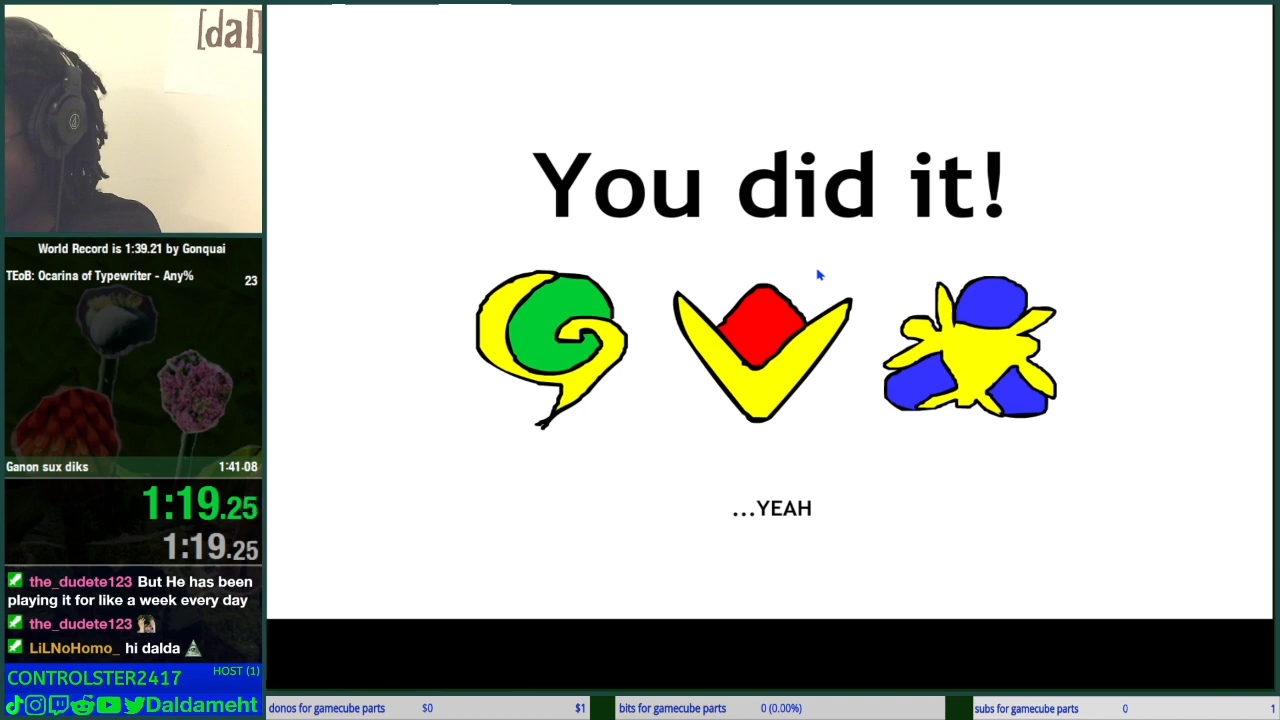 [dal]
You did it!
...YEAH
World Record is 1:39.21 by Gonquai
TEoB: Ocarina of Typewriter - Any%
23
Ganon sux diks 1:41.08
1:19.25
1:19.25
the_dudete123 But He has been
playing it for like a week every day
the_dudete123
LiLNoHomo_ hi dalda
CONTROLSTER2417 HOST (1)
Daldameht
donos for gamecube parts $0 $1
bits for gamecube parts 0 (0.00%)
subs for gamecube parts 0 1